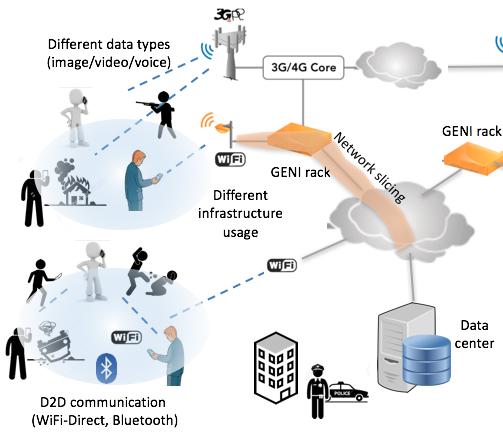 3GPP
Different data types
(image/video/voice)
3G/4G Core
WiFi
GENI rack
Network slicing
GENI rack
Different
infrastructure
usage
WiFi
WiFi
Data
center
POLICE
D2D communication
(WiFi-Direct, Bluetooth)